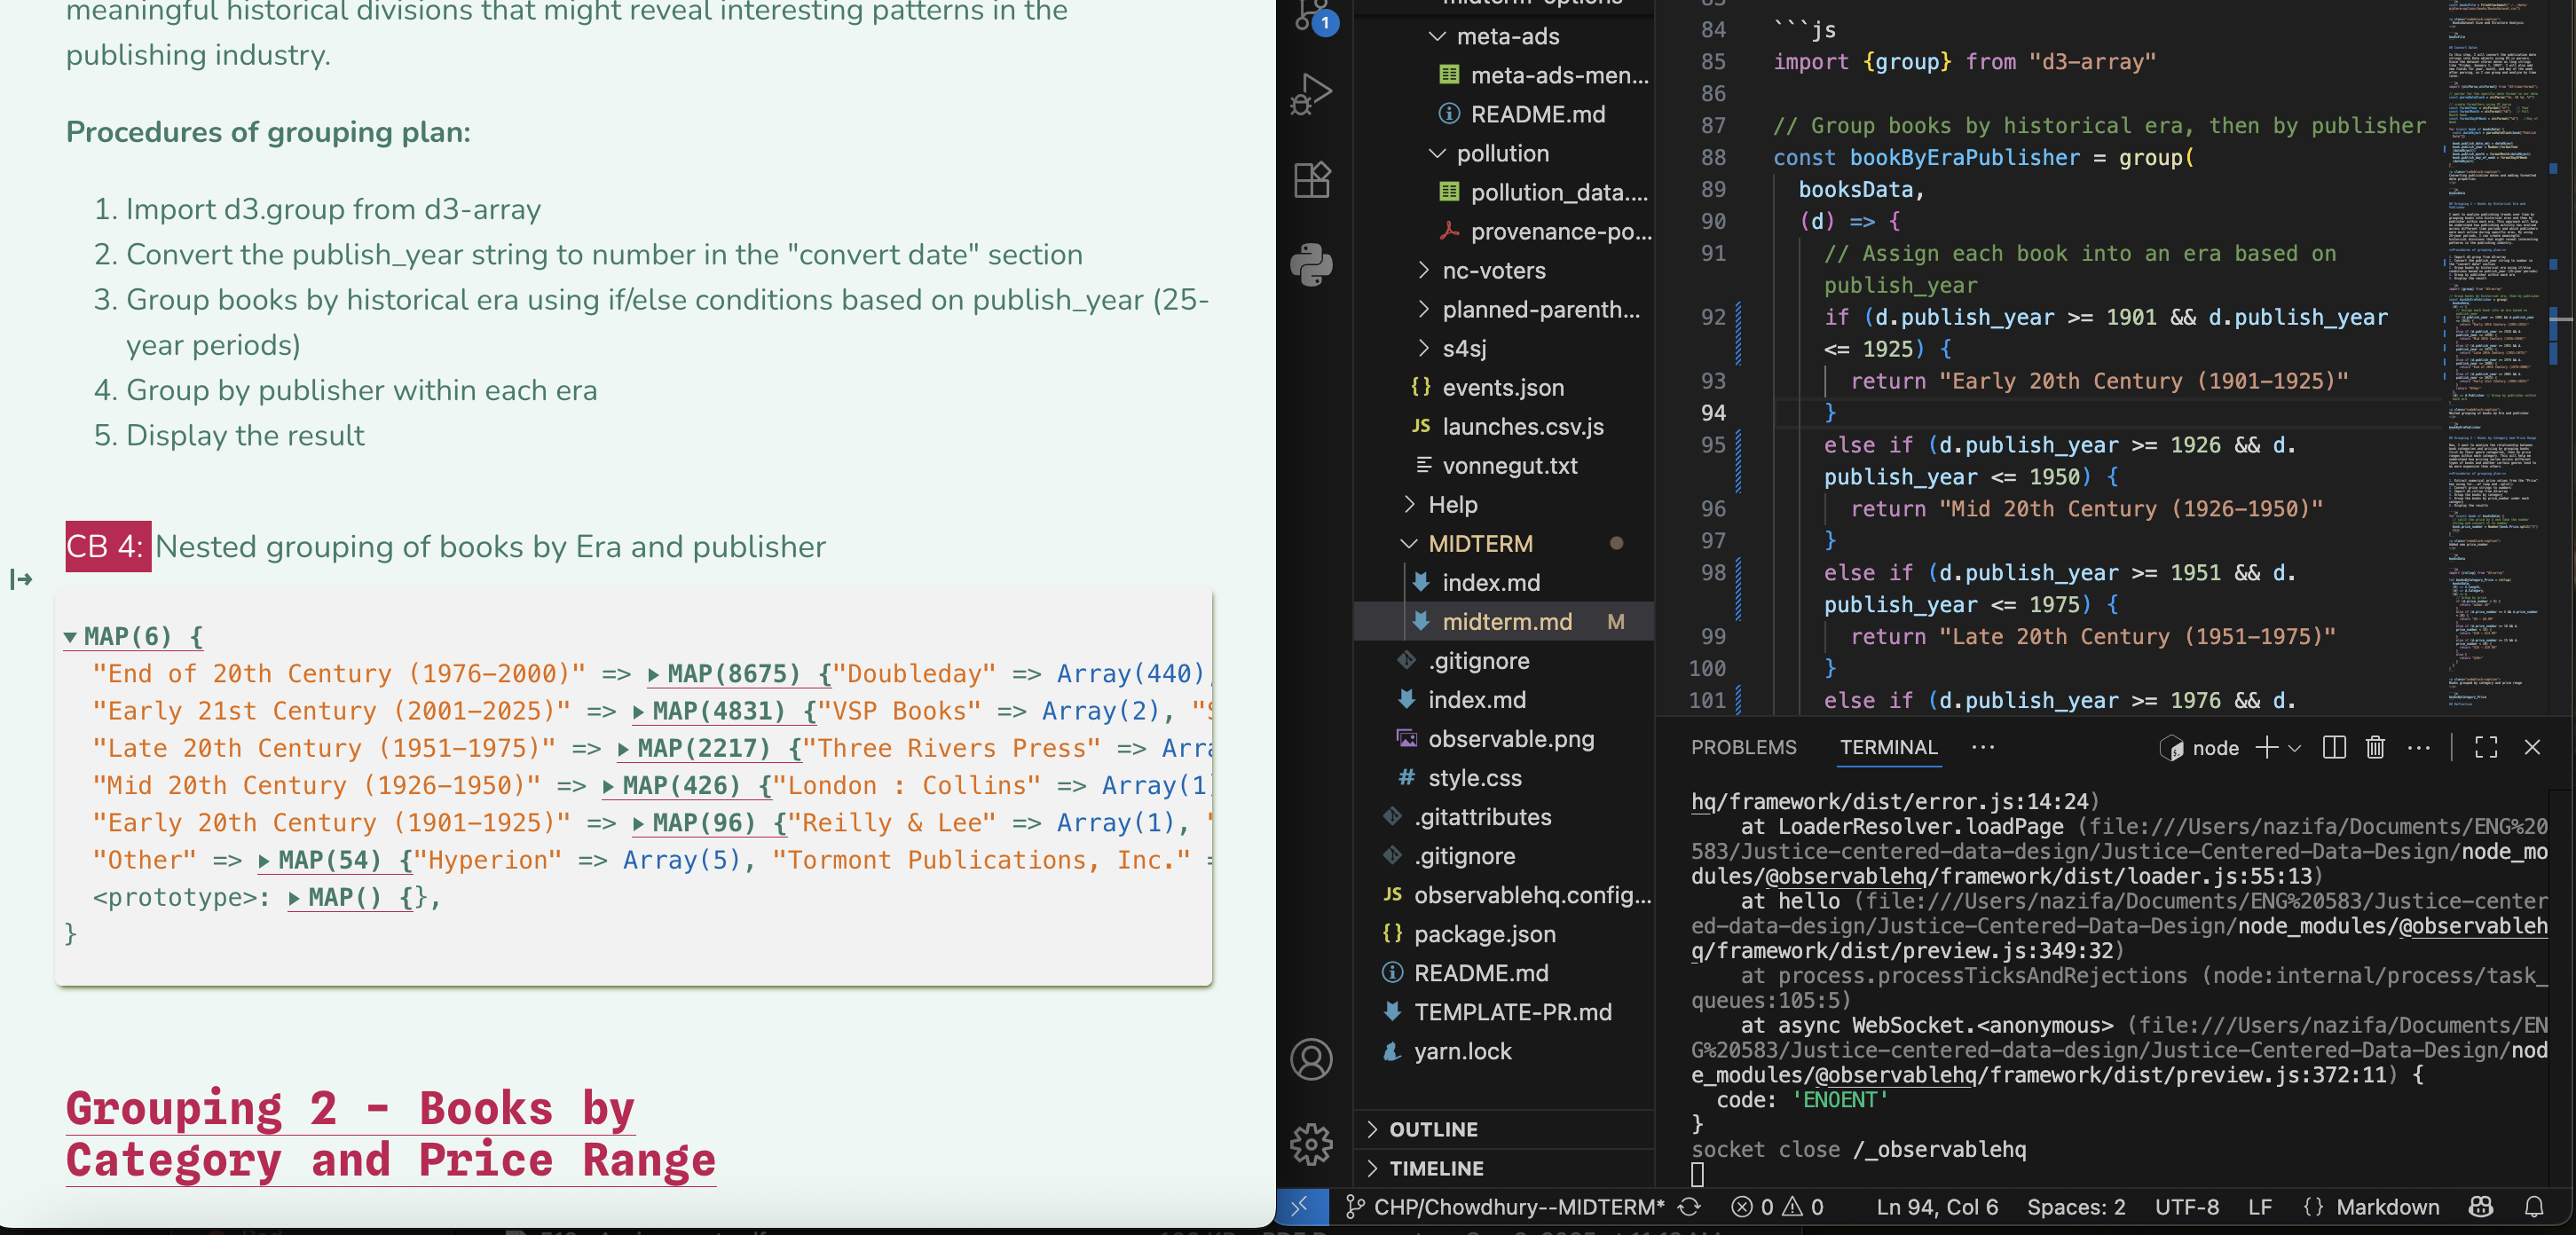 meaningful historical divisions that might reveal interesting patterns in the
publishing industry.
Procedures of grouping plan:
1. Import d3.group from d3-array
2. Convert the publish_year string to number in the "convert date" section
3. Group books by historical era using if/else conditions based on publish_year (25-
year periods)
4. Group by publisher within each era
5. Display the result
CB 4: Nested grouping of books by Era and publisher
MAP(6) {
"End of 20th Century (1976–2000)" => MAP(8675) {"Doubleday" => Array(440),
"Early 21st Century (2001–2025)" => MAP(4831) {"VSP Books" => Array(2), "S
"Late 20th Century (1951–1975)" => MAP(2217) {"Three Rivers Press" => Arra
"Mid 20th Century (1926–1950)" => MAP(426) {"London : Collins" => Array(1
"Early 20th Century (1901–1925)" => MAP(96) {"Reilly & Lee" => Array(1), "
"Other" => MAP(54) {"Hyperion" => Array(5), "Tormont Publications, Inc." =
<prototype>: MAP() {},
}
Grouping 2 - Books by
Category and Price Range
1
midterm-options
meta-ads
meta-ads-men...
README.md
pollution
pollution_data....
provenance-po...
nc-voters
planned-parenth...
s4sj
{} events.json
JS launches.csv.js
vonnegut.txt
Help
MIDTERM
index.md
midterm.md M
.gitignore
index.md
observable.png
# style.css
.gitattributes
.gitignore
JS observablehq.config...
{} package.json
README.md
TEMPLATE-PR.md
yarn.lock
OUTLINE
TIMELINE
83
84 ```js
85 import {group} from "d3-array"
86
87 // Group books by historical era, then by publisher
88 const bookByEraPublisher = group(
89 booksData,
90 (d) => {
91 // Assign each book into an era based on
publish_year
92 if (d.publish_year >= 1901 && d.publish_year
<= 1925) {
93 return "Early 20th Century (1901–1925)"
94 }
95 else if (d.publish_year >= 1926 && d.
publish_year <= 1950) {
96 return "Mid 20th Century (1926–1950)"
97 }
98 else if (d.publish_year >= 1951 && d.
publish_year <= 1975) {
99 return "Late 20th Century (1951–1975)"
100 }
101 else if (d.publish_year >= 1976 && d.
PROBLEMS TERMINAL ··· node
hq/framework/dist/error.js:14:24)
at LoaderResolver.loadPage (file:///Users/nazifa/Documents/ENG%20
583/Justice-centered-data-design/Justice-Centered-Data-Design/node_mo
dules/@observablehq/framework/dist/loader.js:55:13)
at hello (file:///Users/nazifa/Documents/ENG%20583/Justice-center
ed-data-design/Justice-Centered-Data-Design/node_modules/@observableh
q/framework/dist/preview.js:349:32)
at process.processTicksAndRejections (node:internal/process/task_
queues:105:5)
at async WebSocket.<anonymous> (file:///Users/nazifa/Documents/EN
G%20583/Justice-centered-data-design/Justice-Centered-Data-Design/nod
e_modules/@observablehq/framework/dist/preview.js:372:11) {
code: 'ENOENT'
}
socket close /_observablehq
CHP/Chowdhury--MIDTERM* 0 0 Ln 94, Col 6 Spaces: 2 UTF-8 LF {} Markdown